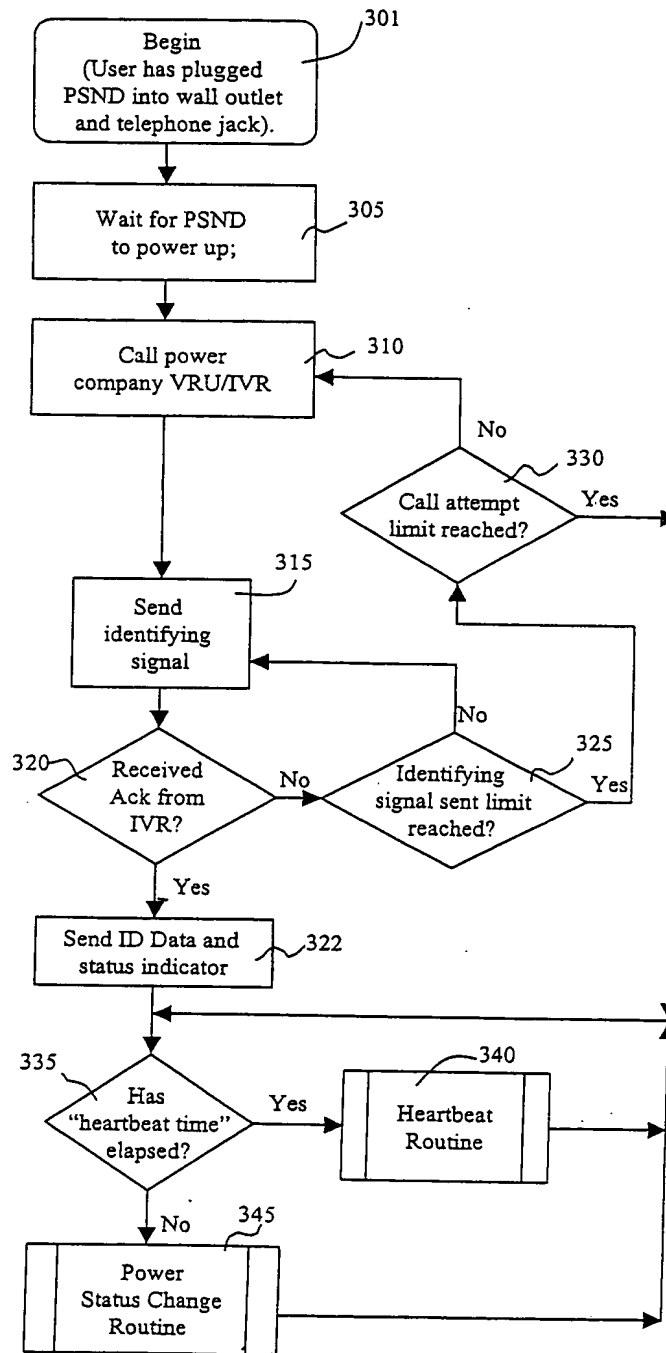 301
Begin
(User has plugged
PSND into wall outlet
and telephone jack).
305
Wait for PSND
to power up;
310
Call power
company VRU/IVR
No
330
Call attempt
limit reached?
Yes
315
Send
identifying
signal
No
320
Received
Ack from
IVR?
No
325
Identifying
signal sent limit
reached?
Yes
Yes
Send ID Data and
status indicator
322
335
Has
“heartbeat time”
elapsed?
Yes
340
Heartbeat
Routine
No
345
Power
Status Change
Routine